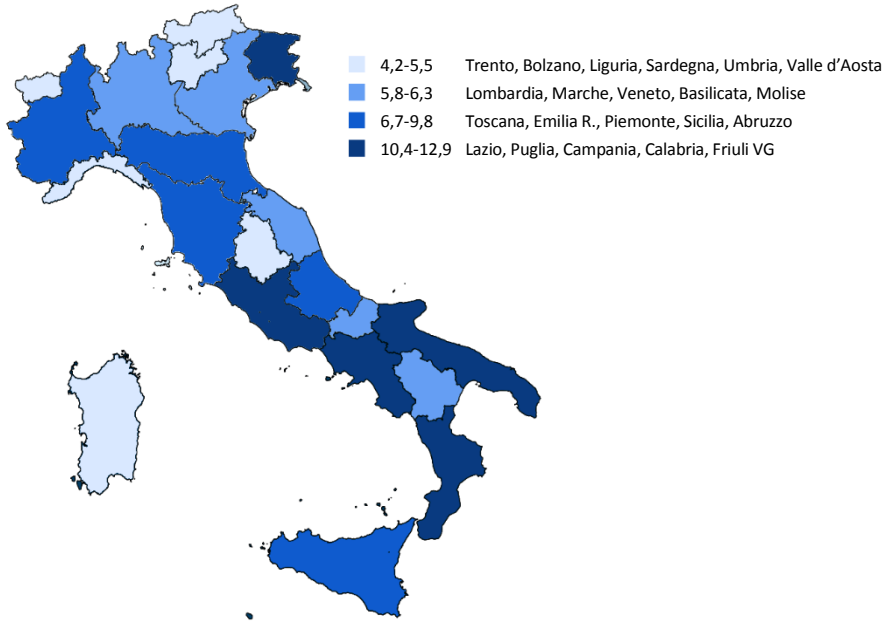 4,2-5,5 Trento, Bolzano, Liguria, Sardegna, Umbria, Valle d’Aosta
5,8-6,3 Lombardia, Marche, Veneto, Basilicata, Molise
6,7-9,8 Toscana, Emilia R., Piemonte, Sicilia, Abruzzo
10,4-12,9 Lazio, Puglia, Campania, Calabria, Friuli VG